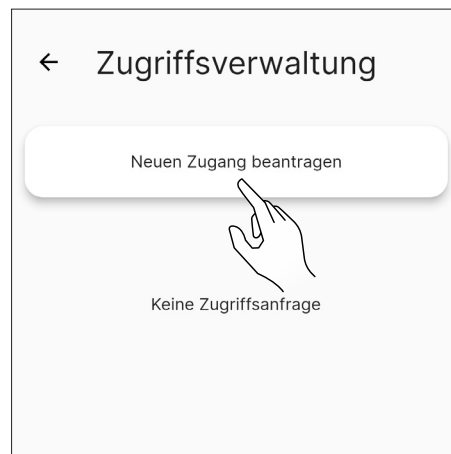 Zugriffsverwaltung
Neuen Zugang beantragen
Keine Zugriffsanfrage